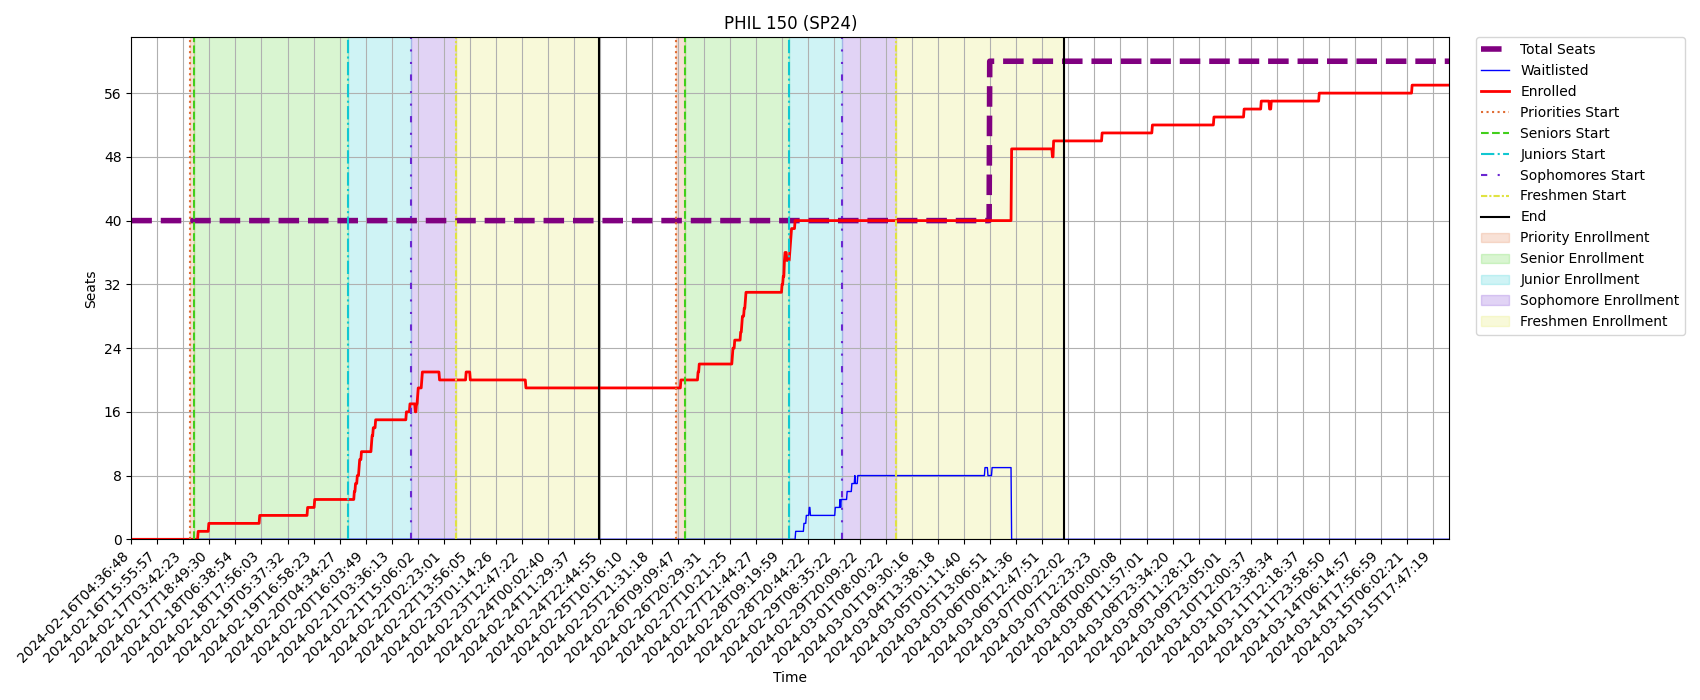 PHIL 150 (SP24)
Total Seats
Waitlisted
Enrolled
Priorities Start
Seniors Start
Juniors Start
Sophomores Start
Freshmen Start
End
Priority Enrollment
Senior Enrollment
Junior Enrollment
Sophomore Enrollment
Freshmen Enrollment
Seats
56
48
40
32
24
16
8
0
2024-02-16T04:36:48
2024-02-16T15:55:57
2024-02-17T03:42:23
2024-02-17T18:49:30
2024-02-18T06:38:54
2024-02-18T17:56:03
2024-02-19T05:37:32
2024-02-19T16:58:23
2024-02-20T04:34:27
2024-02-20T16:03:49
2024-02-21T03:36:13
2024-02-21T15:06:02
2024-02-22T02:23:01
2024-02-22T13:56:05
2024-02-23T01:14:26
2024-02-23T12:47:22
2024-02-24T00:02:40
2024-02-24T11:29:37
2024-02-24T22:44:55
2024-02-25T10:16:10
2024-02-25T21:31:18
2024-02-26T09:09:47
2024-02-26T20:29:31
2024-02-27T10:21:25
2024-02-27T21:44:27
2024-02-28T09:19:59
2024-02-28T20:44:22
2024-02-29T08:35:22
2024-02-29T20:09:22
2024-03-01T08:00:22
2024-03-01T19:30:16
2024-03-04T13:38:18
2024-03-05T01:11:40
2024-03-05T13:06:51
2024-03-06T00:41:36
2024-03-06T12:47:51
2024-03-07T00:22:02
2024-03-07T12:23:23
2024-03-08T00:00:08
2024-03-08T11:57:01
2024-03-08T23:34:20
2024-03-09T11:28:12
2024-03-09T23:05:01
2024-03-10T12:00:37
2024-03-10T23:38:34
2024-03-11T12:18:37
2024-03-11T23:58:50
2024-03-14T06:14:57
2024-03-14T17:56:59
2024-03-15T06:02:21
2024-03-15T17:47:19
Time